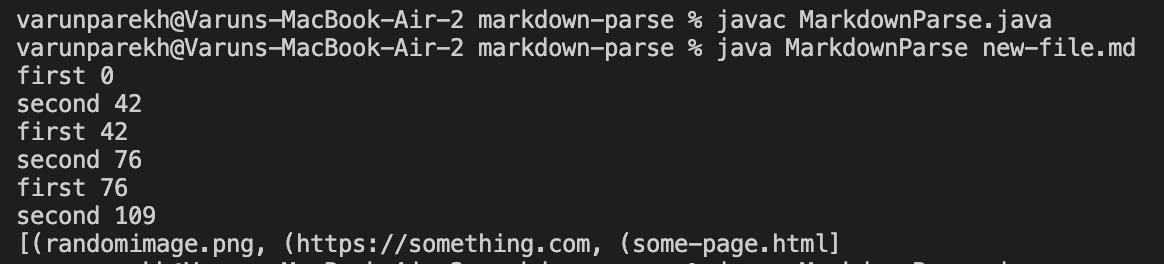 varunparekh@Varuns-MacBook-Air-2 markdown-parse % javac MarkdownParse.java
varunparekh@Varuns-MacBook-Air-2 markdown-parse % java MarkdownParse new-file.md
first 0
second 42
first 42
second 76
first 76
second 109
[(randomimage.png, (https://something.com, (some-page.html]